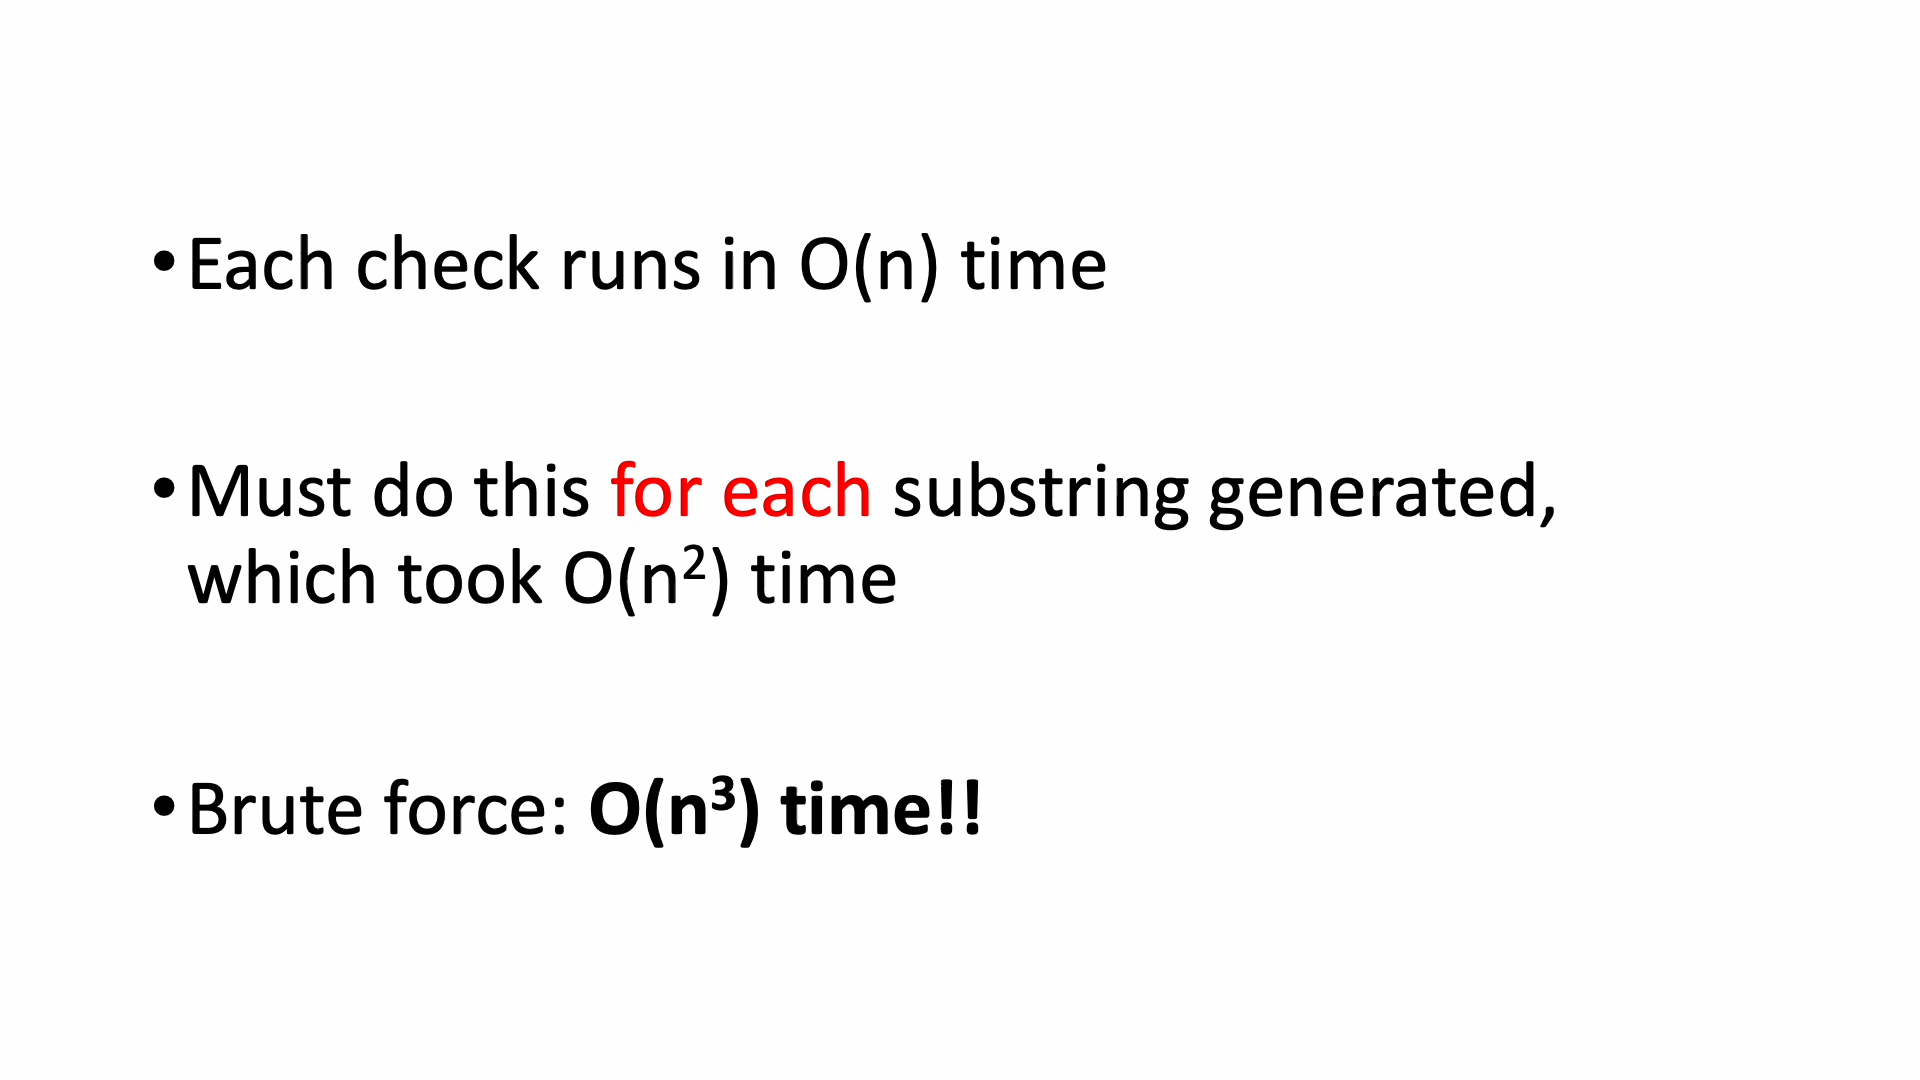 •Each check runs in O(n) time
•Must do this for each substring generated,
which took O(n²) time
•Brute force: O(n³) time!!